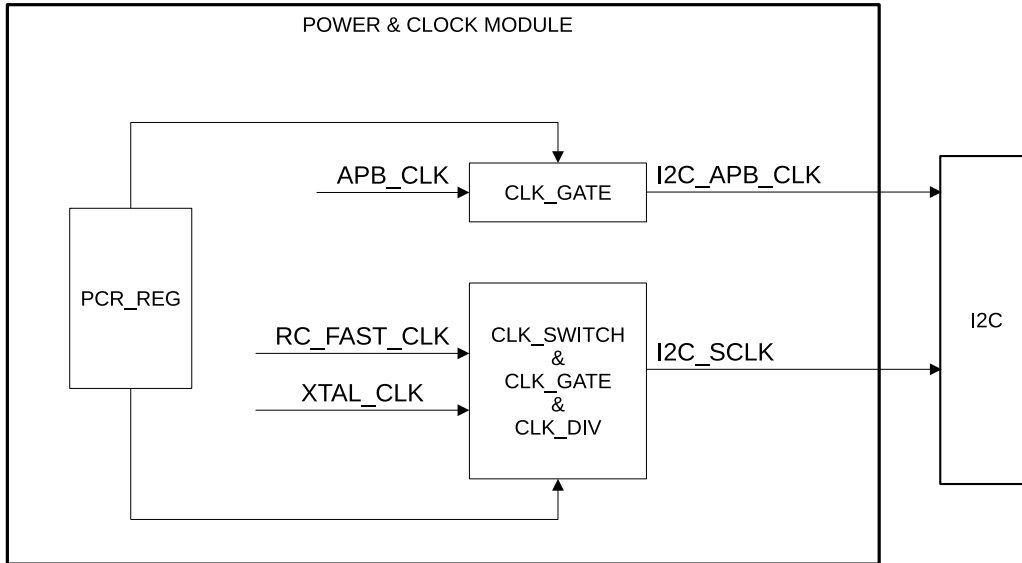 POWER & CLOCK MODULE
APB_CLK
CLK_GATE
I2C_APB_CLK
PCR_REG
RC_FAST_CLK
XTAL_CLK
CLK_SWITCH
&
CLK_GATE
&
CLK_DIV
I2C_SCLK
I2C